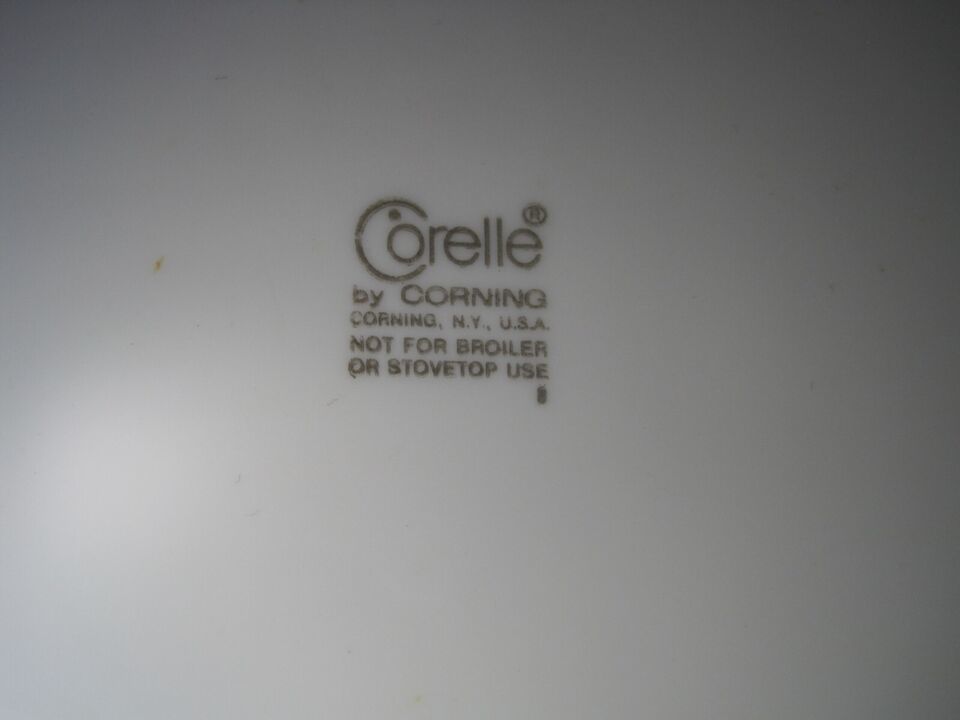 Corelle®
by CORNING
CORNING, N.Y., U.S.A.
NOT FOR BROILER
OR STOVETOP USE